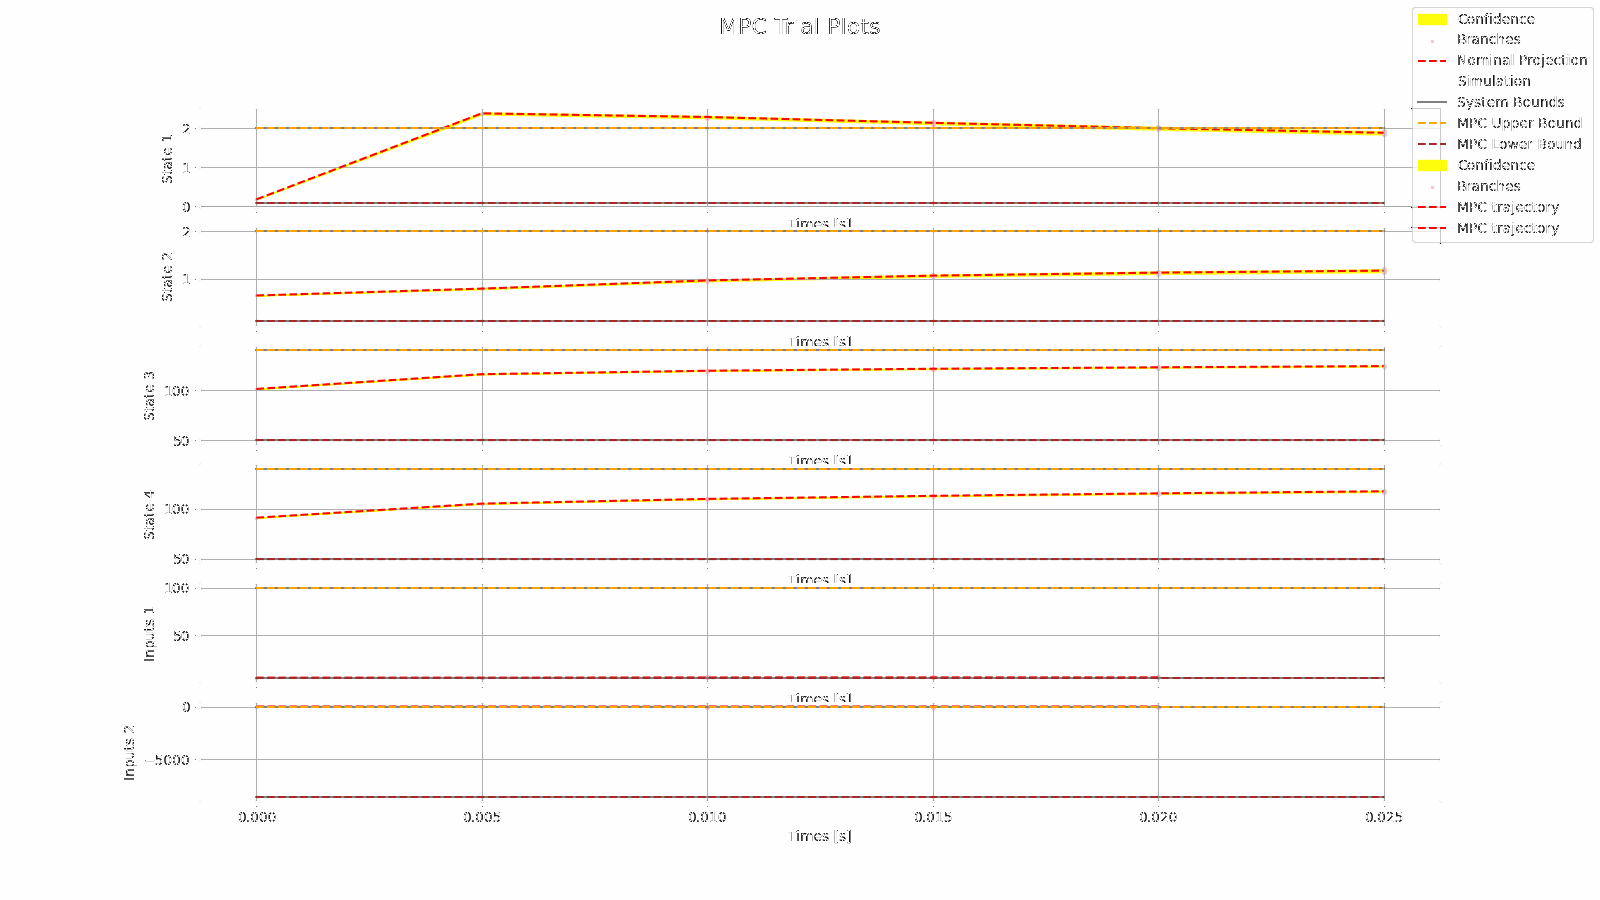 MPC Trial Plots
Confidence
Branches
Nominal Projection
Simulation
System Bounds
MPC Upper Bound
MPC Lower Bound
Confidence
Branches
MPC trajectory
MPC trajectory
State 1
2
1
0
Times [s]
State 2
2
1
Times [s]
State 3
100
50
Times [s]
State 4
100
50
Times [s]
Inputs 1
100
50
Times [s]
Inputs 2
0
−5000
0.000 0.005 0.010 0.015 0.020 0.025
Times [s]